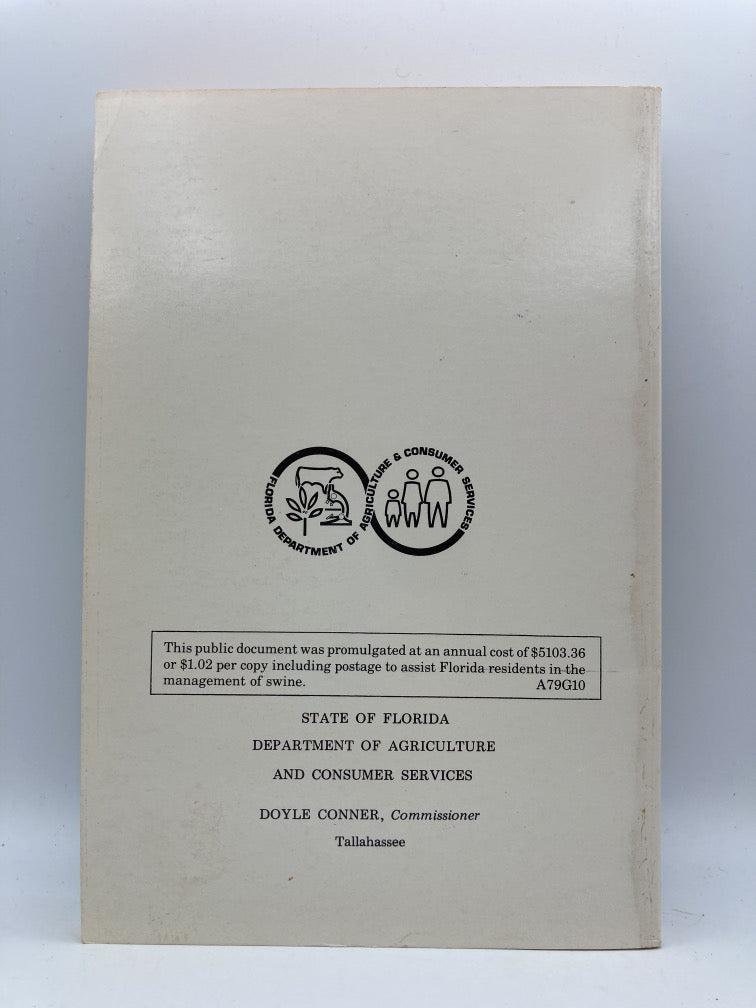 FLORIDA DEPARTMENT OF AGRICULTURE & CONSUMER SERVICES
This public document was promulgated at an annual cost of $5103.36
or $1.02 per copy including postage to assist Florida residents in the
management of swine. A79G10
STATE OF FLORIDA
DEPARTMENT OF AGRICULTURE
AND CONSUMER SERVICES
DOYLE CONNER, Commissioner
Tallahassee